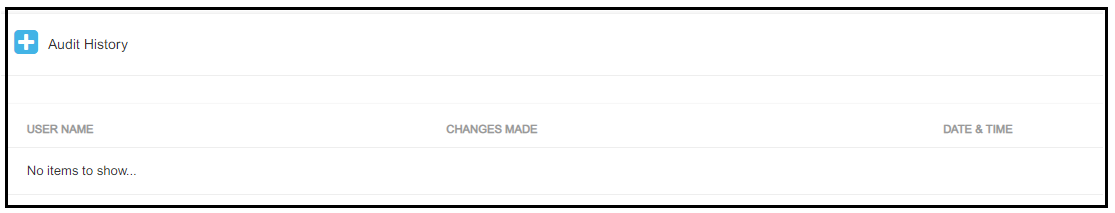 Audit History
USER NAME CHANGES MADE DATE & TIME
No items to show...